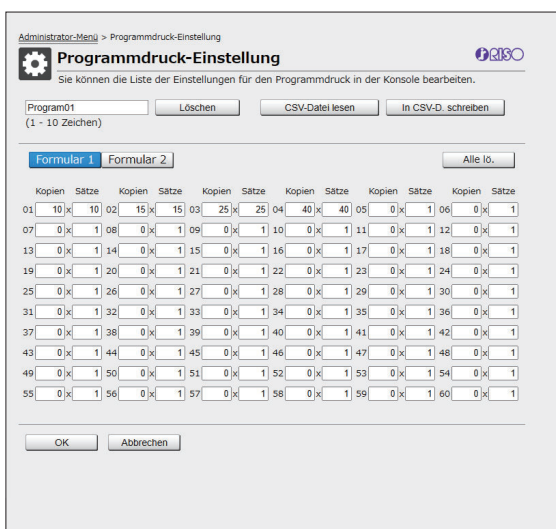 Administrator-Menü > Programmdruck-Einstellung
Programmdruck-Einstellung
RISO
Sie können die Liste der Einstellungen für den Programmdruck in der Konsole bearbeiten.
Program01 Löschen CSV-Datei lesen In CSV-D. schreiben
(1 - 10 Zeichen)
Formular 1 Formular 2 Alle lö.
Kopien Sätze Kopien Sätze Kopien Sätze Kopien Sätze Kopien Sätze Kopien Sätze
01 10 x 10 02 15 x 15 03 25 x 25 04 40 x 40 05 0 x 1 06 0 x 1
07 0 x 1 08 0 x 1 09 0 x 1 10 0 x 1 11 0 x 1 12 0 x 1
13 0 x 1 14 0 x 1 15 0 x 1 16 0 x 1 17 0 x 1 18 0 x 1
19 0 x 1 20 0 x 1 21 0 x 1 22 0 x 1 23 0 x 1 24 0 x 1
25 0 x 1 26 0 x 1 27 0 x 1 28 0 x 1 29 0 x 1 30 0 x 1
31 0 x 1 32 0 x 1 33 0 x 1 34 0 x 1 35 0 x 1 36 0 x 1
37 0 x 1 38 0 x 1 39 0 x 1 40 0 x 1 41 0 x 1 42 0 x 1
43 0 x 1 44 0 x 1 45 0 x 1 46 0 x 1 47 0 x 1 48 0 x 1
49 0 x 1 50 0 x 1 51 0 x 1 52 0 x 1 53 0 x 1 54 0 x 1
55 0 x 1 56 0 x 1 57 0 x 1 58 0 x 1 59 0 x 1 60 0 x 1
OK Abbrechen